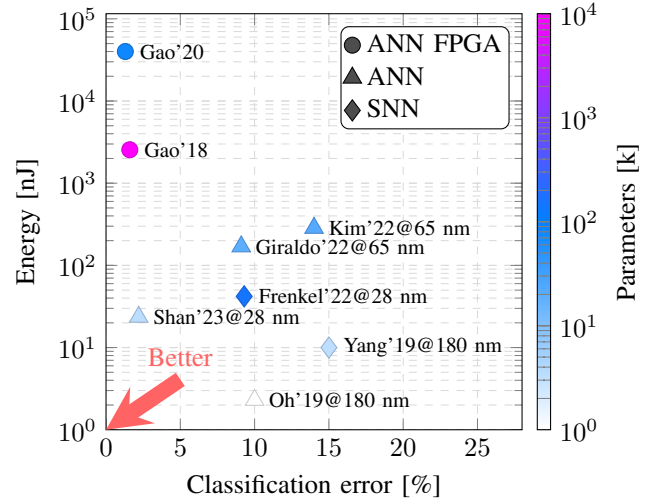 10^5
10^4
10^3
10^2
10^1
10^0
Energy [nJ]
0
5
10
15
20
25
Classification error [%]
ANN FPGA
ANN
SNN
Gao'20
Gao'18
Kim'22@65 nm
Giraldo'22@65 nm
Frenkel'22@28 nm
Shan'23@28 nm
Yang'19@180 nm
Better
Oh'19@180 nm
10^4
10^3
10^2
10^1
10^0
Parameters [k]